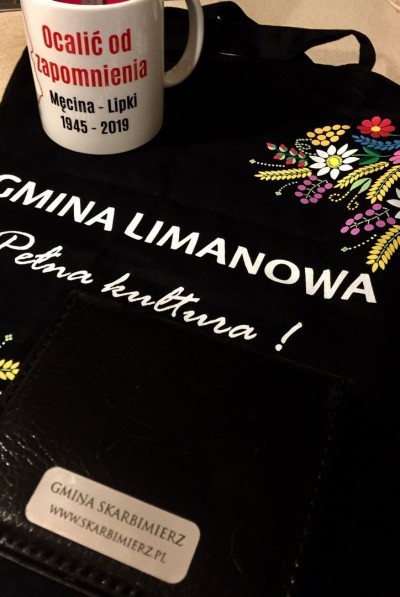 Ocalić od
zapomnienia
Męcina - Lipki
1945 - 2019
GMINA LIMANOWA
Pełna kultura !
GMINA SKARBIMIERZ
WWW.SKARBIMIERZ.PL